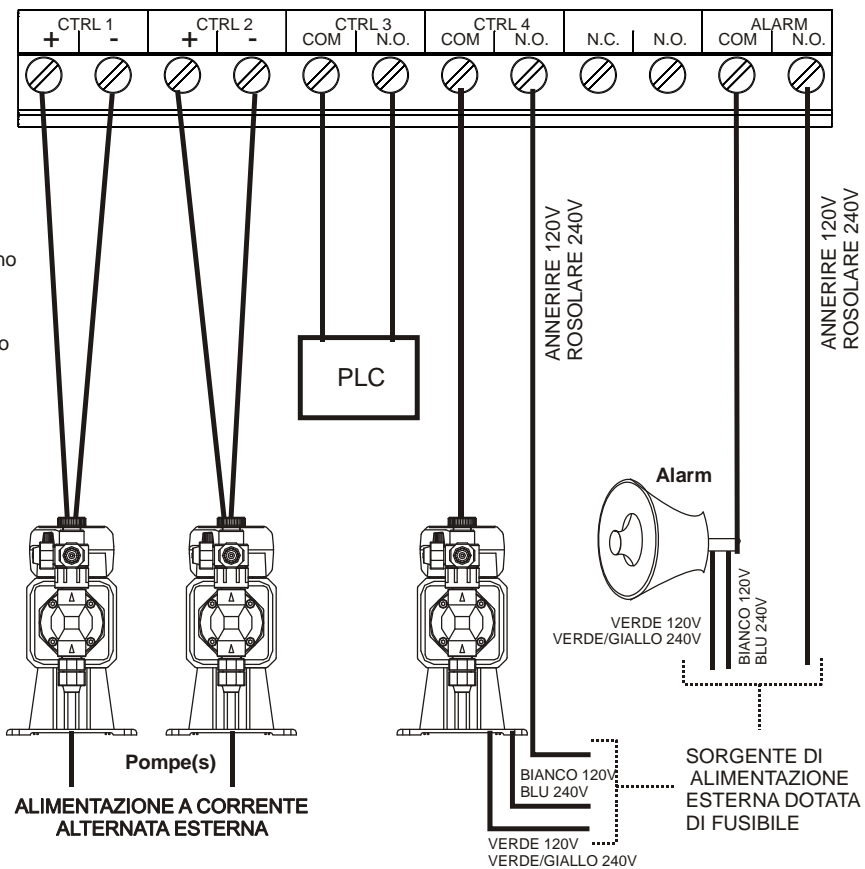 CTRL 1 CTRL 2 CTRL 3 CTRL 4 ALARM
+ - + - COM N.O. COM N.O. N.C. N.O. COM N.O.
ANNERIRE 120V
ROSOLARE 240V
ANNERIRE 120V
ROSOLARE 240V
PLC
Alarm
VERDE 120V
VERDE/GIALLO 240V
BIANCO 120V
BLU 240V
Pompe(s)
ALIMENTAZIONE A CORRENTE
ALTERNATA ESTERNA
BIANCO 120V
BLU 240V
VERDE 120V
VERDE/GIALLO 240V
SORGENTE DI
ALIMENTAZIONE
ESTERNA DOTATA
DI FUSIBILE